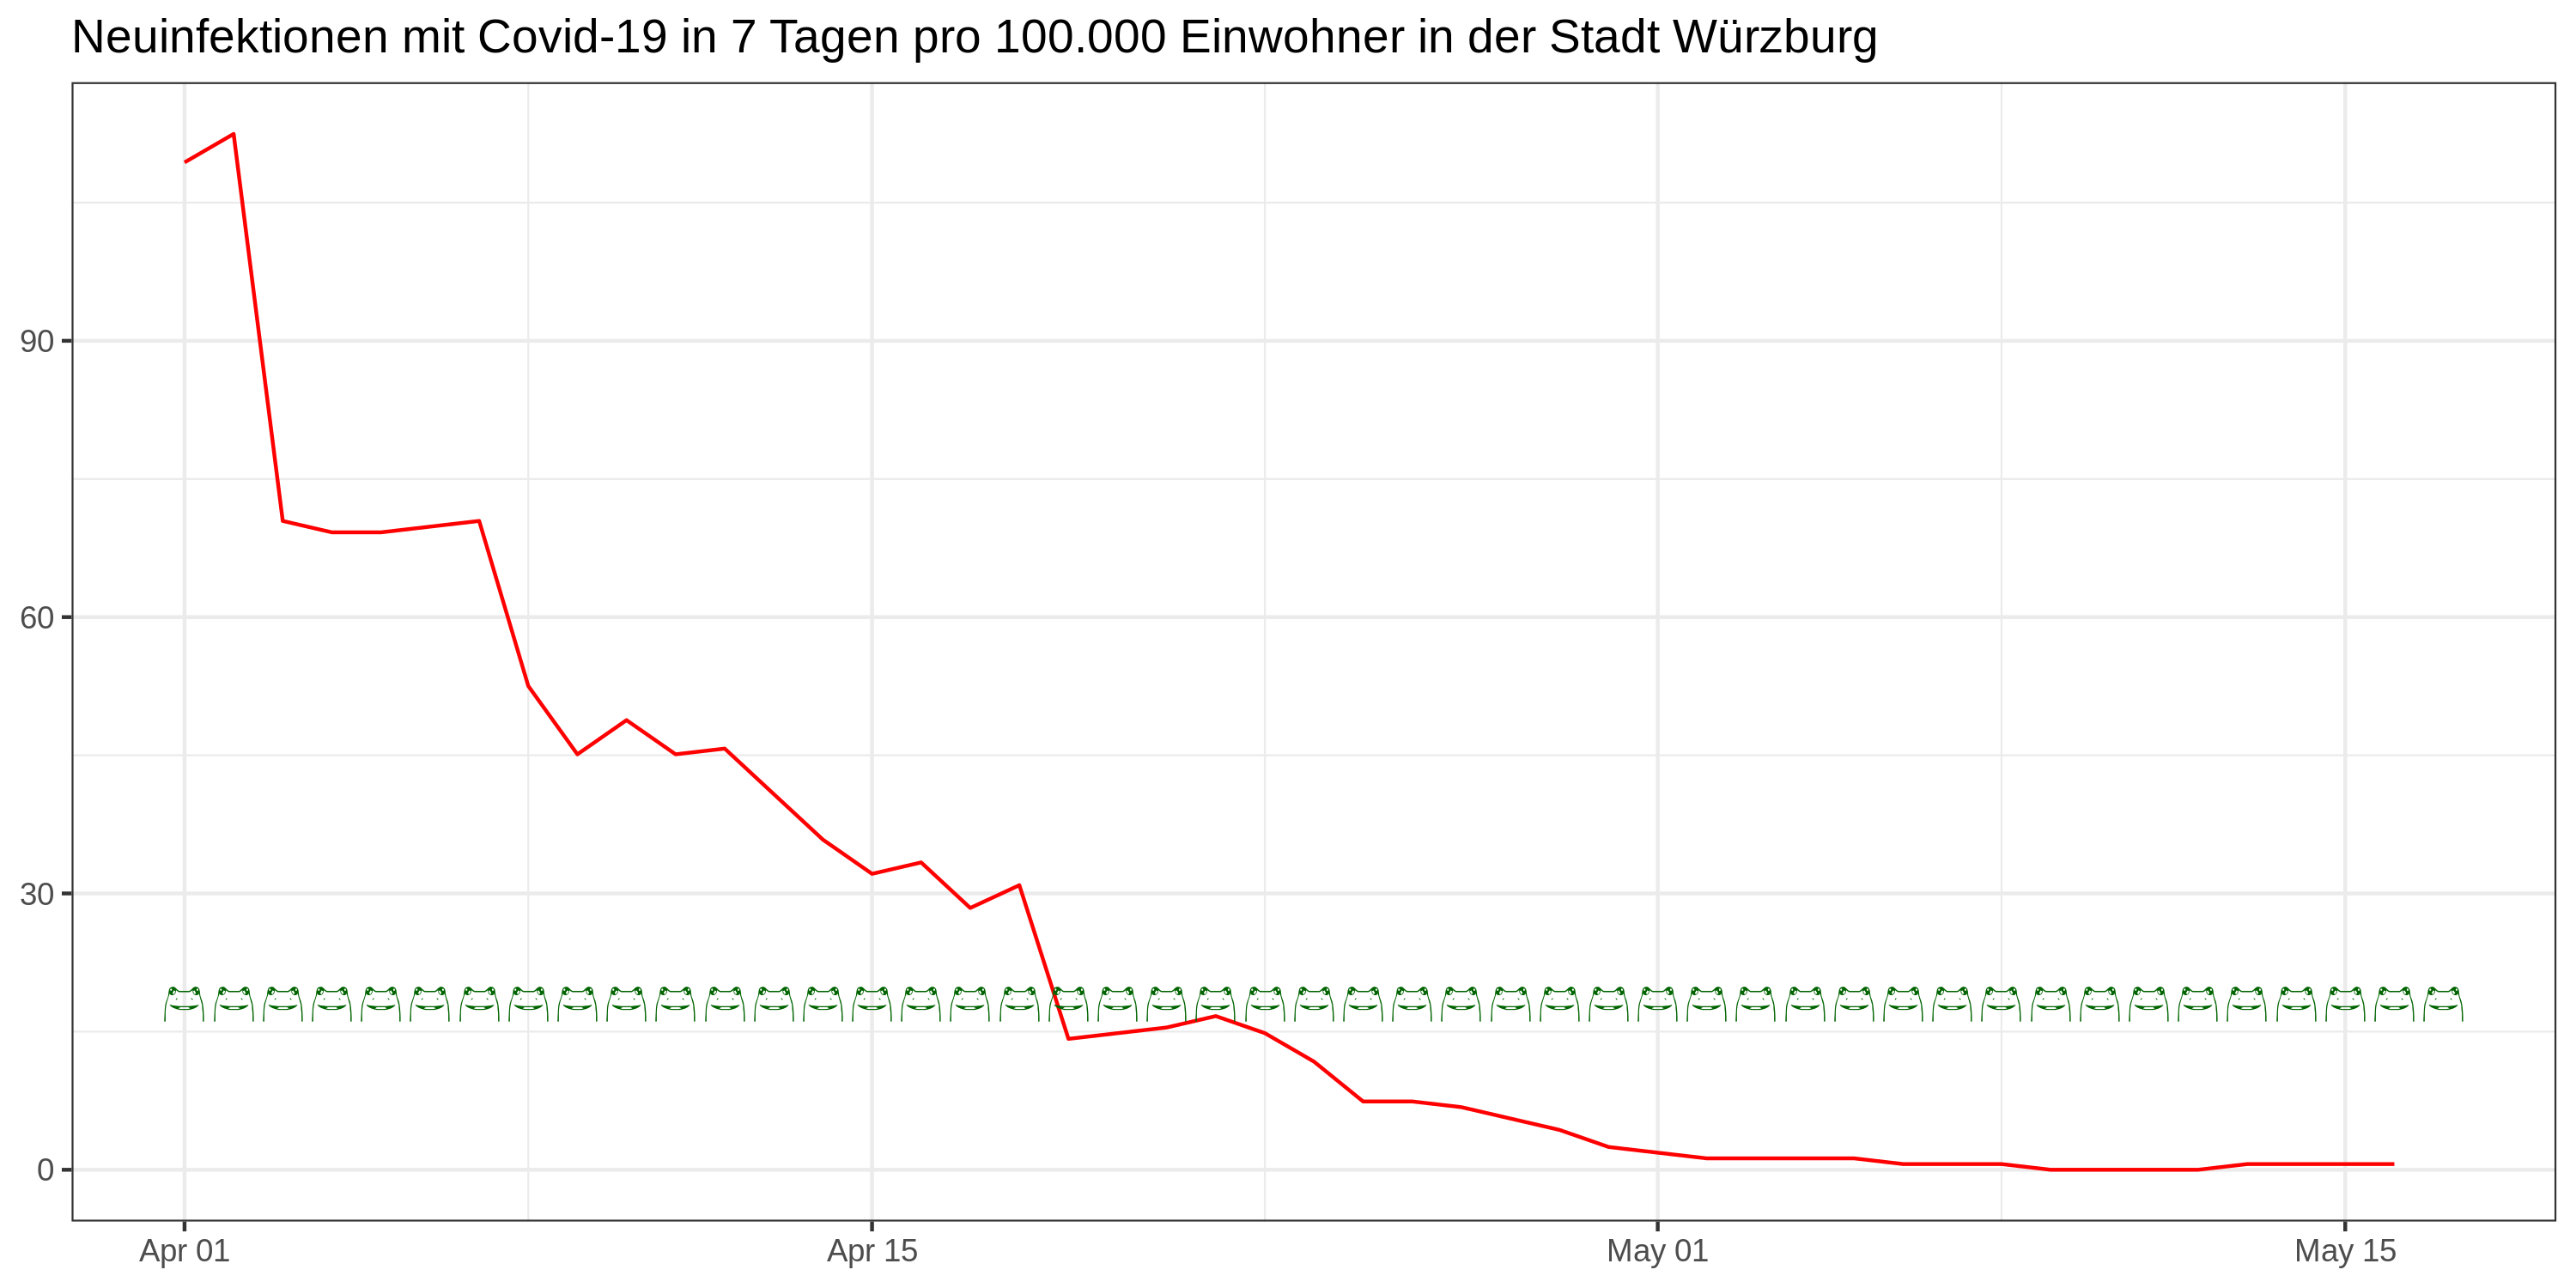 Neuinfektionen mit Covid-19 in 7 Tagen pro 100.000 Einwohner in der Stadt Würzburg
90
60
30
0
Apr 01
Apr 15
May 01
May 15